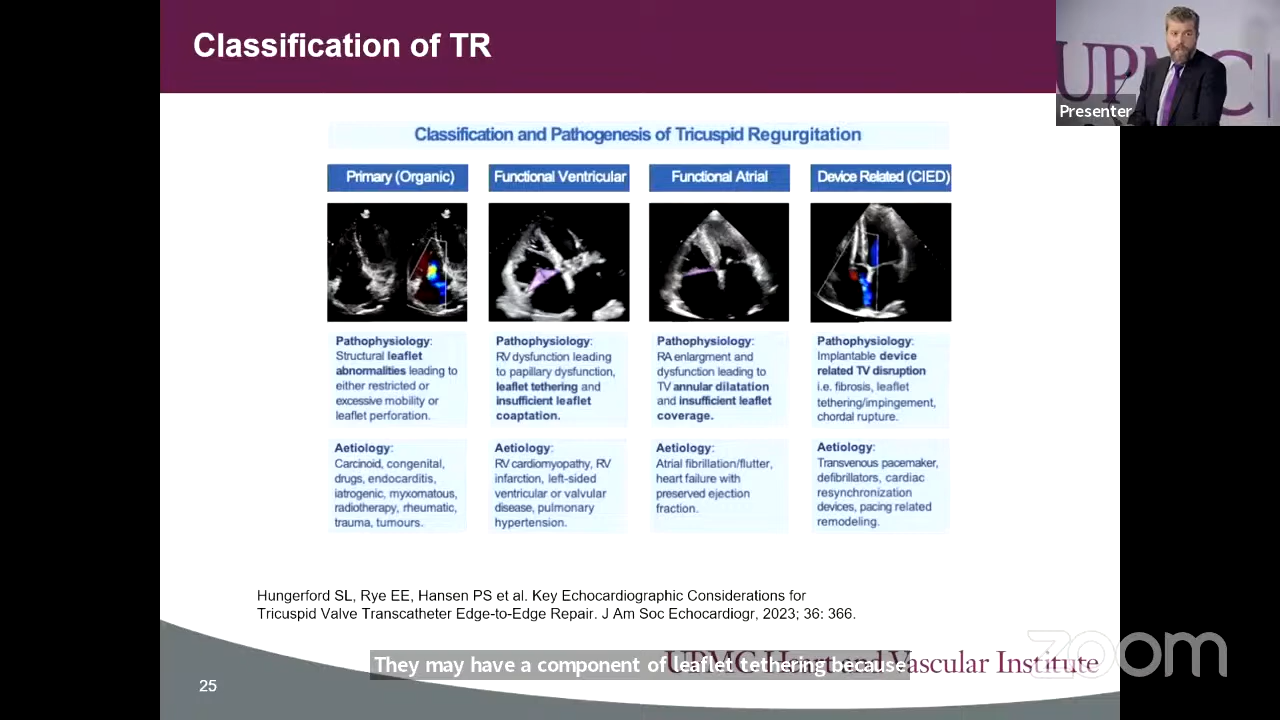 Classification of TR
UPMC
Presenter
Classification and Pathogenesis of Tricuspid Regurgitation
Primary (Organic)
Pathophysiology:
Structural leaflet
abnormalities leading to
either restricted or
excessive mobility or
leaflet perforation.
Aetiology:
Carcinoid, congenital,
drugs, endocarditis,
iatrogenic, myxomatous,
radiotherapy, rheumatic,
trauma, tumours.
Functional Ventricular
Pathophysiology:
RV dysfunction leading
to papillary dysfunction,
leaflet tethering and
insufficient leaflet
coaptation.
Aetiology:
RV cardiomyopathy, RV
infarction, left-sided
ventricular or valvular
disease, pulmonary
hypertension.
Functional Atrial
Pathophysiology:
RA enlargment and
dysfunction leading to
TV annular dilatation
and insufficient leaflet
coverage.
Aetiology:
Atrial fibrillation/flutter,
heart failure with
preserved ejection
fraction.
Device Related (CIED)
Pathophysiology:
Implantable device
related TV disruption
i.e. fibrosis, leaflet
tethering/impingement,
chordal rupture.
Aetiology:
Transvenous pacemaker,
defibrillators, cardiac
resynchronization
devices, pacing related
remodeling.
Hungerford SL, Rye EE, Hansen PS et al. Key Echocardiographic Considerations for
Tricuspid Valve Transcatheter Edge-to-Edge Repair. J Am Soc Echocardiogr, 2023; 36: 366.
They may have a component of leaflet tethering because
UPMC Heart and Vascular Institute
zoom
25